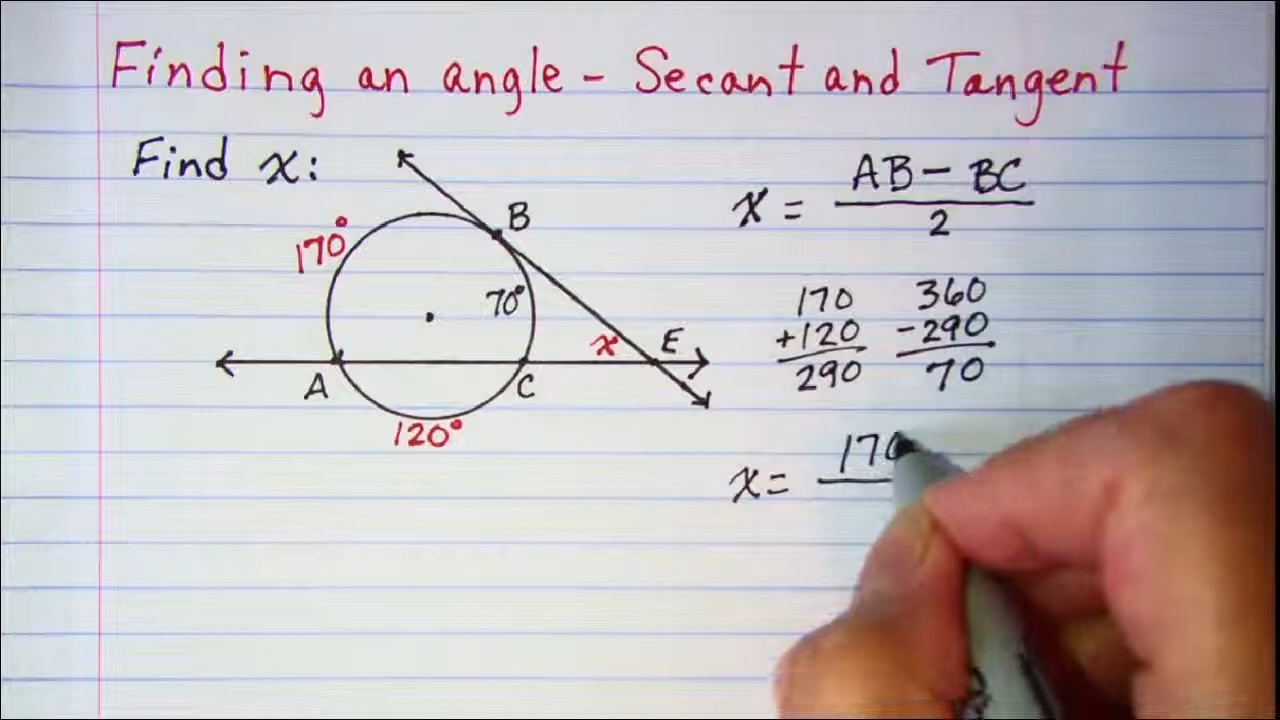 Finding an angle - Secant and Tangent
Find x:
170°
B
70°
x
E
A
C
120°
x = AB - BC
2
170
+120
290
360
-290
70
x = 170